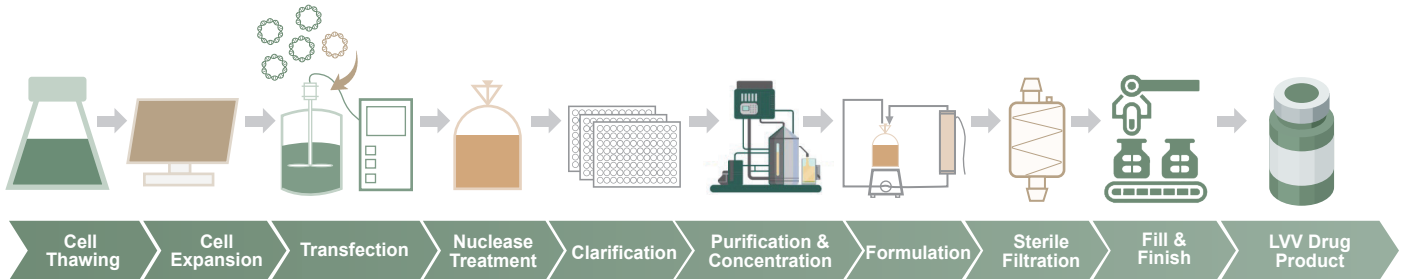 Cell
Thawing
Cell
Expansion
Transfection
Nuclease
Treatment
Clarification
Purification &
Concentration
Formulation
Sterile
Filtration
Fill &
Finish
LVV Drug
Product